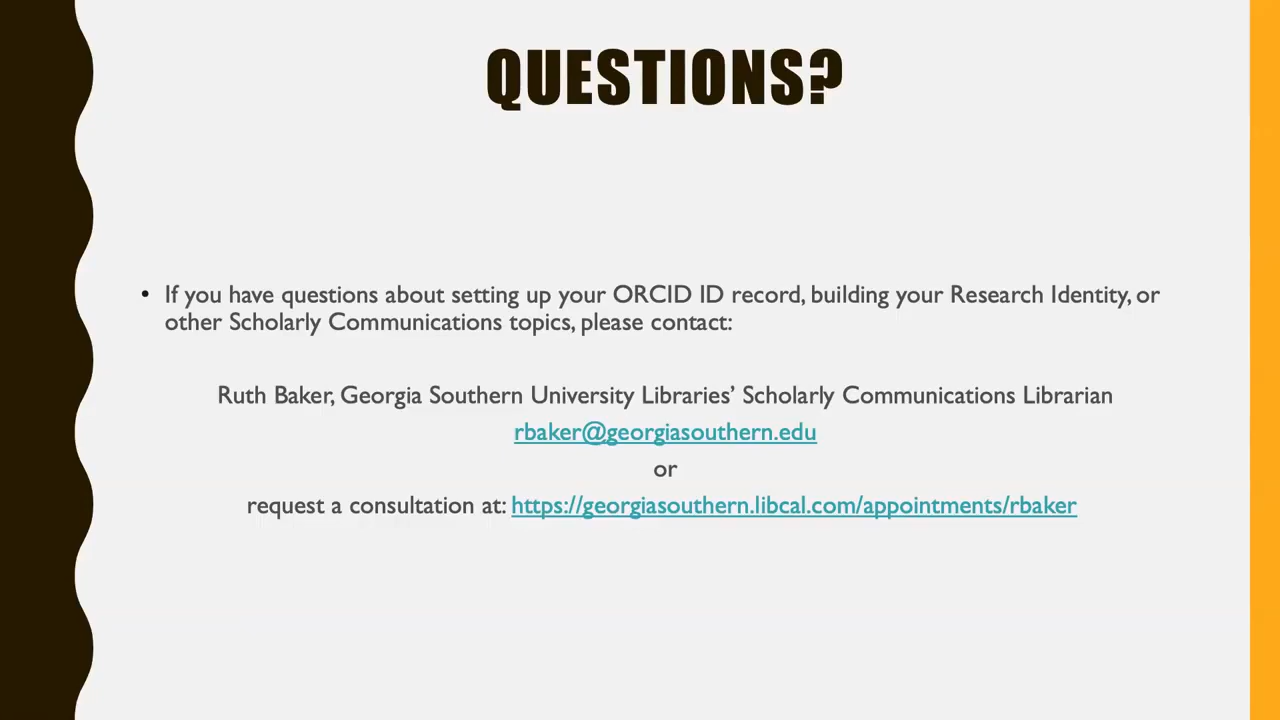 QUESTIONS?
• If you have questions about setting up your ORCID ID record, building your Research Identity, or
other Scholarly Communications topics, please contact:
Ruth Baker, Georgia Southern University Libraries’ Scholarly Communications Librarian
rbaker@georgiasouthern.edu
or
request a consultation at: https://georgiasouthern.libcal.com/appointments/rbaker